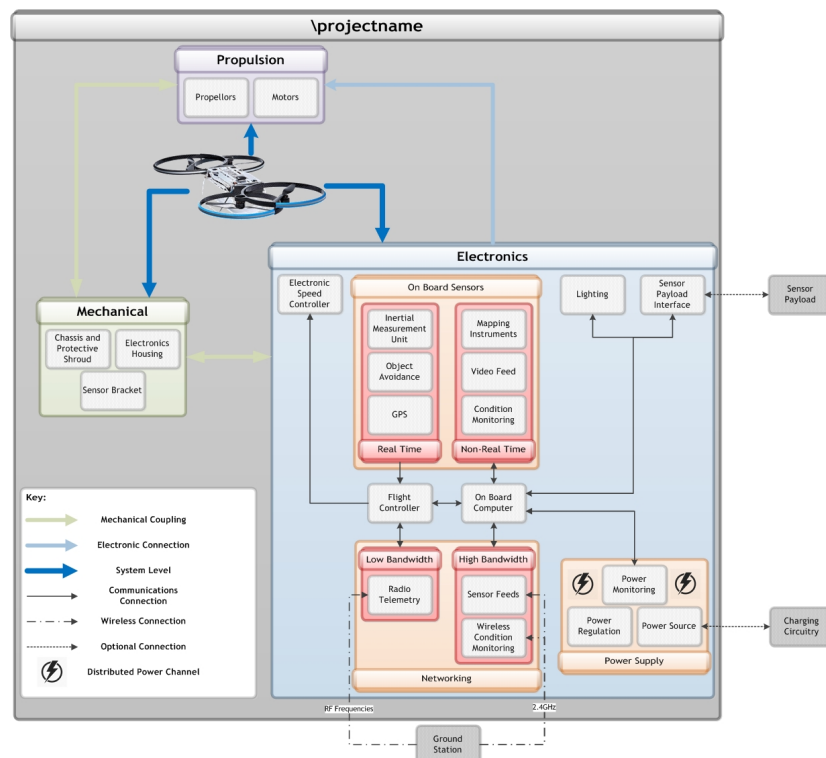 \projectname
Propulsion
Propellors
Motors
Mechanical
Chassis and
Protective
Shroud
Electronics
Housing
Sensor Bracket
Electronics
Electronic
Speed
Controller
On Board Sensors
Inertial
Measurement
Unit
Object
Avoidance
GPS
Real Time
Mapping
Instruments
Video Feed
Condition
Monitoring
Non-Real Time
Lighting
Sensor
Payload
Interface
Sensor
Payload
Flight
Controller
On Board
Computer
Low Bandwidth
Radio
Telemetry
High Bandwidth
Sensor Feeds
Wireless
Condition
Monitoring
Networking
Power
Monitoring
Power
Regulation
Power Source
Power Supply
Charging
Circuitry
RF Frequencies
2.4GHz
Ground
Station
Key:
Mechanical Coupling
Electronic Connection
System Level
Communications
Connection
Wireless Connection
Optional Connection
Distributed Power Channel